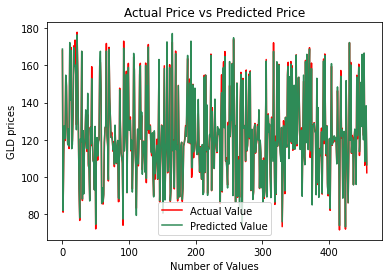 Actual Price vs Predicted Price
GLD prices
180
160
140
120
100
80
Actual Value
Predicted Value
0
100
200
300
400
Number of Values